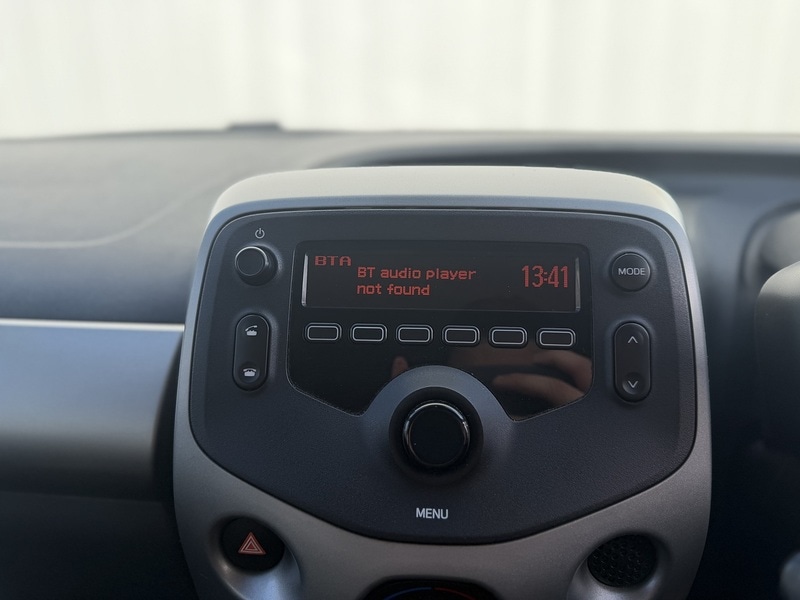 BTA
BT audio player
not found
13:41
MODE
MENU